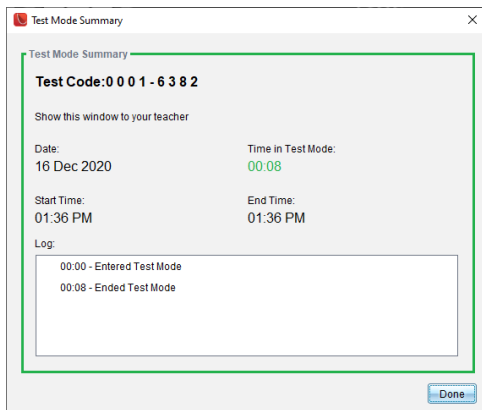 Test Mode Summary
Test Mode Summary
Test Code:0 0 0 1 - 6 3 8 2
Show this window to your teacher
Date:
Time in Test Mode:
16 Dec 2020
00:08
Start Time:
End Time:
01:36 PM
01:36 PM
Log:
00:00 - Entered Test Mode
00:08 - Ended Test Mode
Done